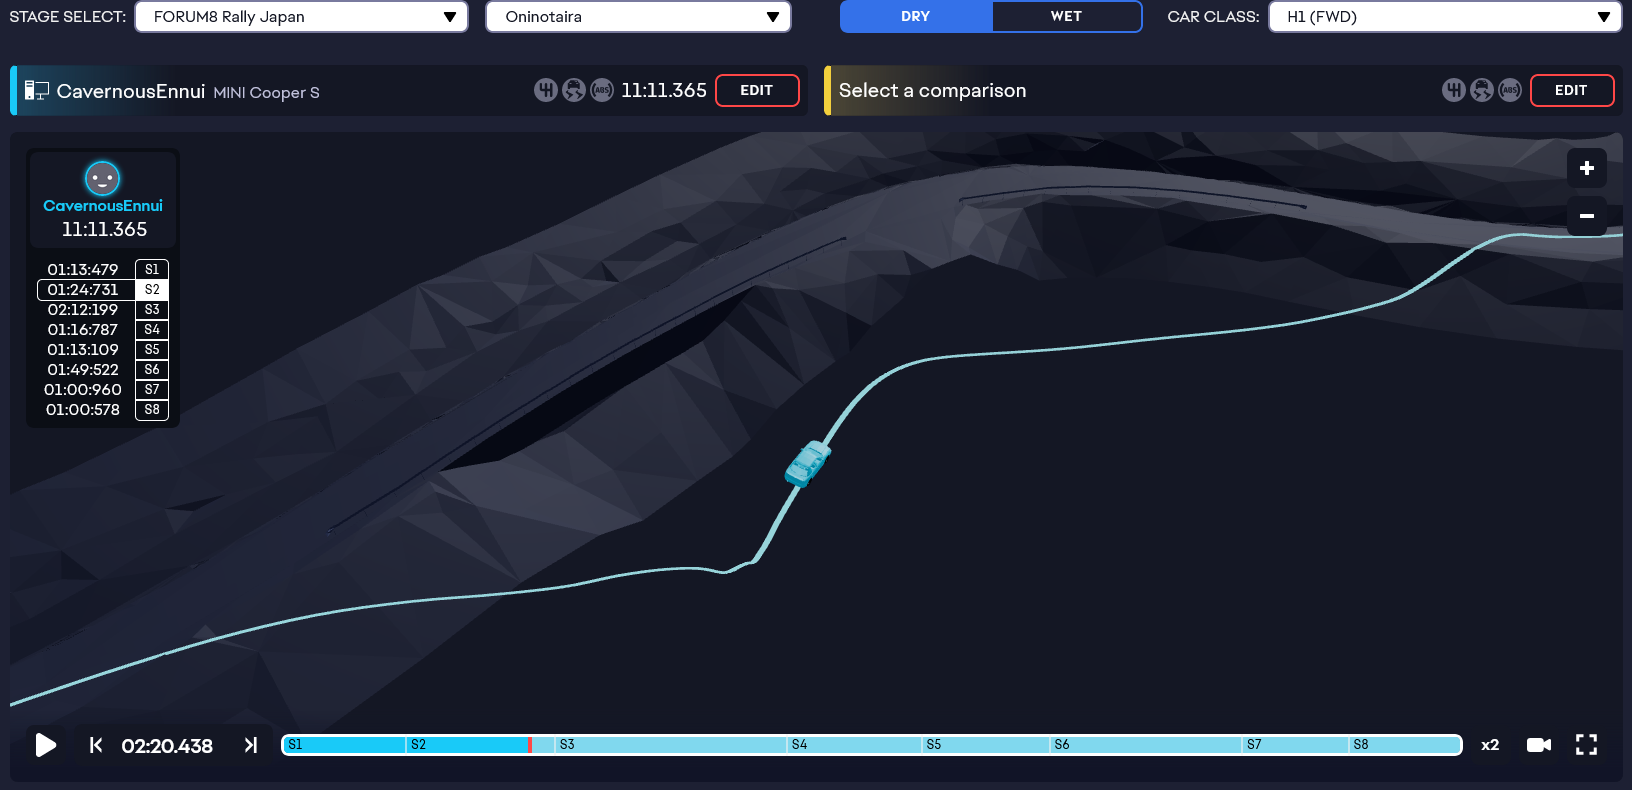 STAGE SELECT: FORUM8 Rally Japan Oninotaira DRY WET CAR CLASS: H1 (FWD)
CavernousEnnui MINI Cooper S ABS 11:11.365 EDIT
Select a comparison ABS EDIT
CavernousEnnui
11:11.365
01:13:479 S1
01:24:731 S2
02:12:199 S3
01:16:787 S4
01:13:109 S5
01:49:522 S6
01:00:960 S7
01:00:578 S8
02:20.438 S1 S2 S3 S4 S5 S6 S7 S8 x2